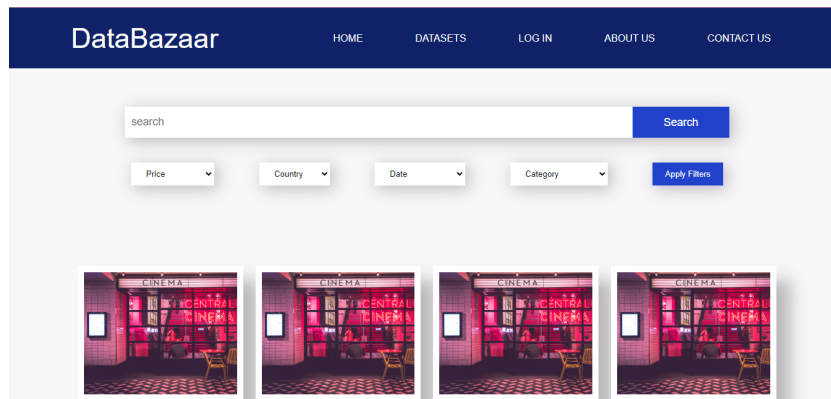 DataBazaar
HOME DATASETS LOG IN ABOUT US CONTACT US
search Search
Price Country Date Category Apply Filters
CINEMA CINEMA CINEMA CINEMA
CENTRAL CENTRAL CENTRAL CENTRAL
CINEMA CINEMA CINEMA CINEMA